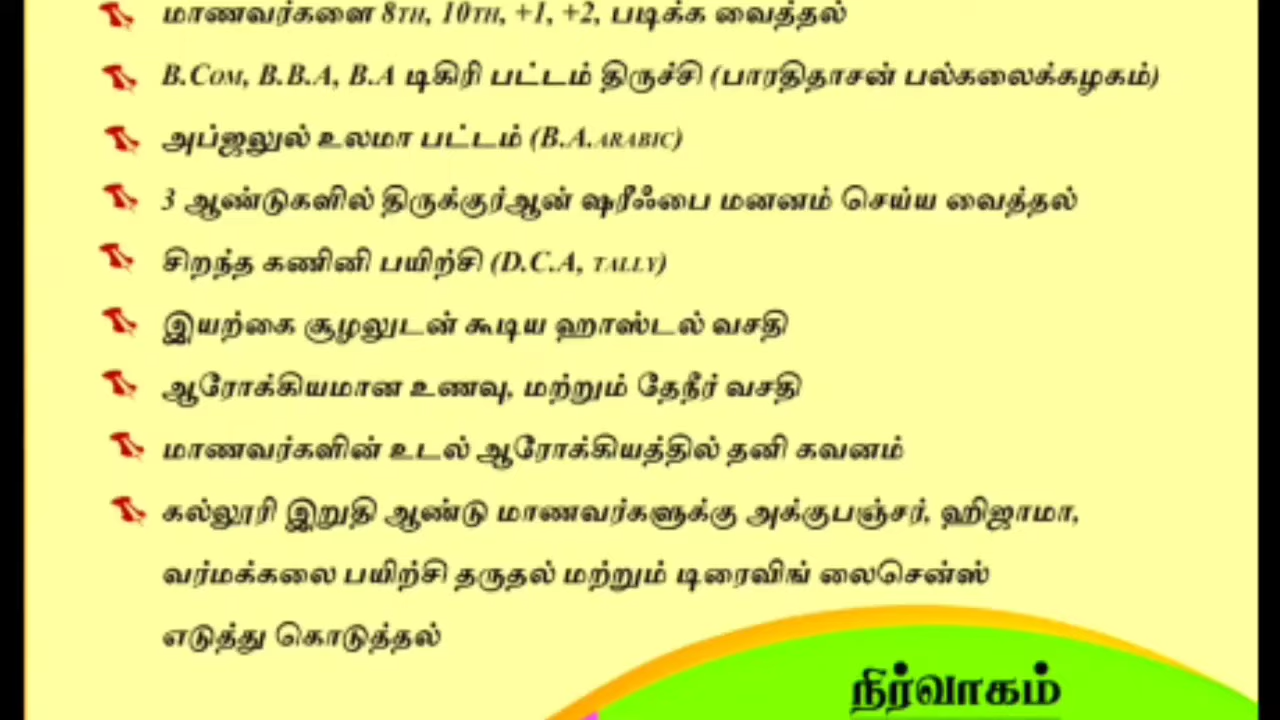 மாணவர்களை 8TH, 10TH, +1, +2, படிக்க வைத்தல்
B.COM, B.B.A, B.A டிகிரி பட்டம் திருச்சி (பாரதிதாசன் பல்கலைக்கழகம்)
அப்ஜலுல் உலமா பட்டம் (B.A.ARABIC)
3 ஆண்டுகளில் திருக்குர்ஆன் ஷரீஃபை மனனம் செய்ய வைத்தல்
சிறந்த கணினி பயிற்சி (D.C.A, TALLY)
இயற்கை சூழலுடன் கூடிய ஹாஸ்டல் வசதி
ஆரோக்கியமான உணவு, மற்றும் தேநீர் வசதி
மாணவர்களின் உடல் ஆரோக்கியத்தில் தனி கவனம்
கல்லூரி இறுதி ஆண்டு மாணவர்களுக்கு அக்குபஞ்சர், ஹிஜாமா,
வர்மக்கலை பயிற்சி தருதல் மற்றும் டிரைவிங் லைசென்ஸ்
எடுத்து கொடுத்தல்
நிர்வாகம்